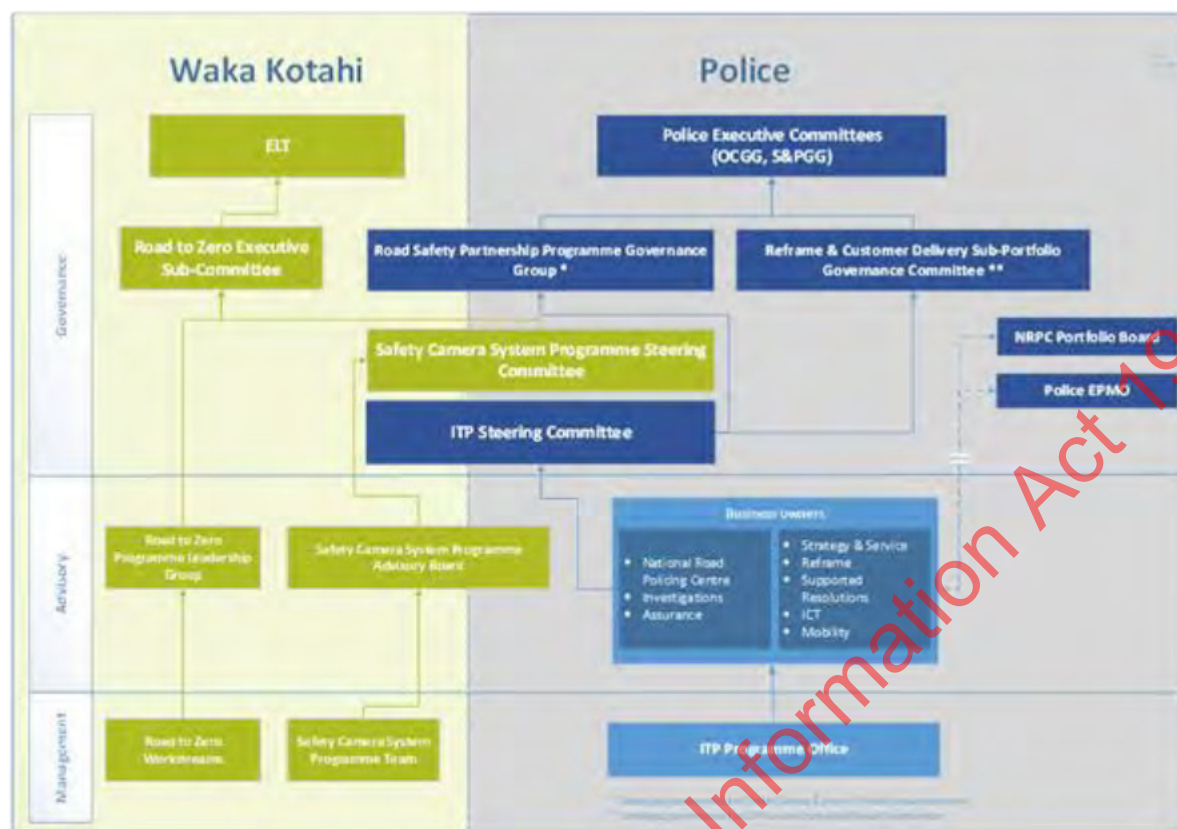 Waka Kotahi
Police
Governance
ELT
Police Executive Committees
(OCGG, S&PGG)
Road to Zero Executive
Sub-Committee
Road Safety Partnership Programme Governance
Group *
Reframe & Customer Delivery Sub-Portfolio
Governance Committee **
Safety Camera System Programme Steering
Committee
NRPC Portfolio Board
Police EPMO
ITP Steering Committee
Advisory
Road to Zero
Programme Leadership
Group
Safety Camera System Programme
Advisory Board
Business owners
• National Road
Policing Centre
• Investigations
• Assurance
• Strategy & Service
• Reframe
• Supported
Resolutions
• ICT
• Mobility
Management
Road to Zero
Workstreams
Safety Camera System
Programme Team
ITP Programme Office
Information Act 19